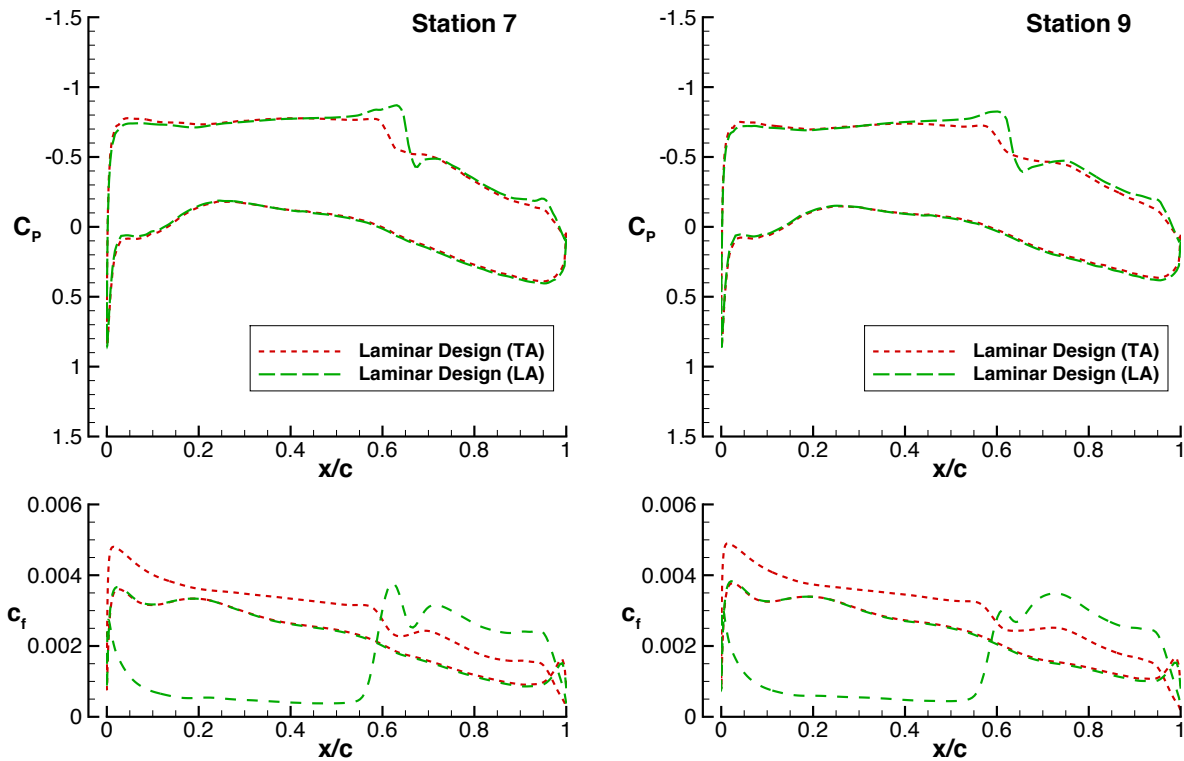 Station 7
-1.5
-1
-0.5
0
0.5
1
1.5
C_P
0 0.2 0.4 0.6 0.8 1
x/c
Laminar Design (TA)
Laminar Design (LA)
Station 9
-1.5
-1
-0.5
0
0.5
1
1.5
C_P
0 0.2 0.4 0.6 0.8 1
x/c
Laminar Design (TA)
Laminar Design (LA)
0.006
0.004
0.002
0
c_f
0 0.2 0.4 0.6 0.8 1
x/c
0.006
0.004
0.002
0
c_f
0 0.2 0.4 0.6 0.8 1
x/c